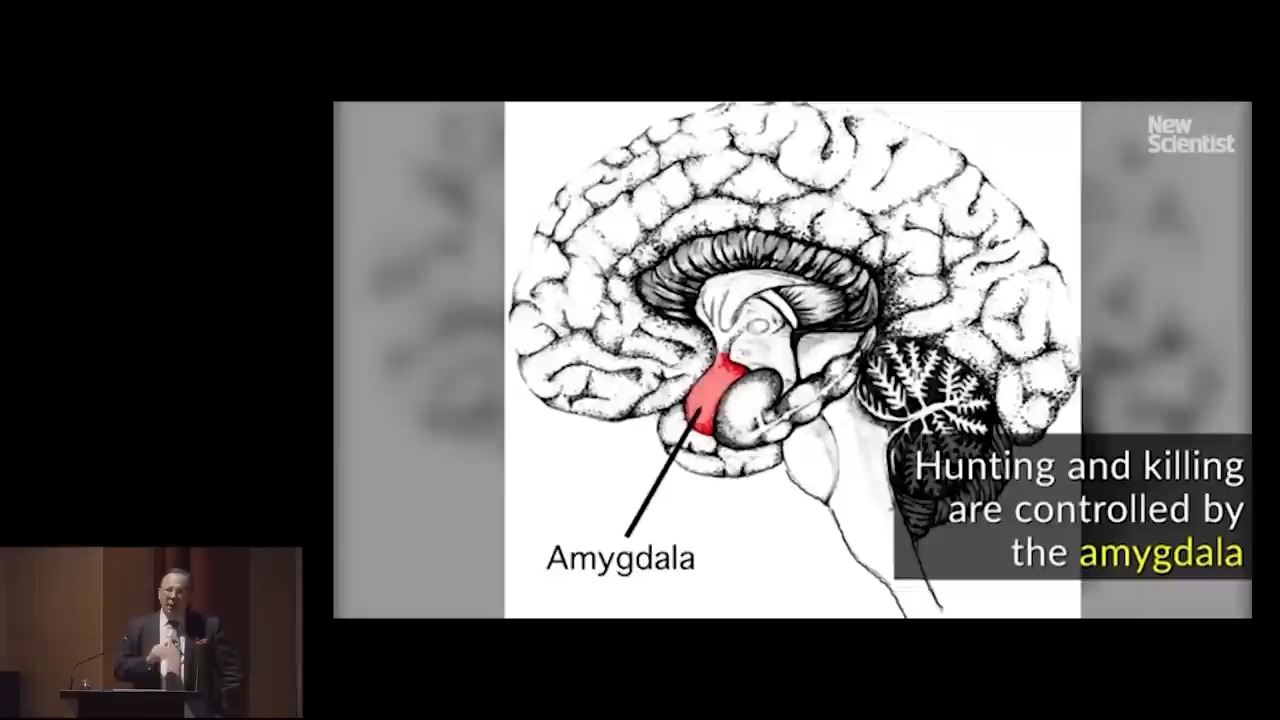 New
Scientist
Amygdala
Hunting and killing
are controlled by
the amygdala